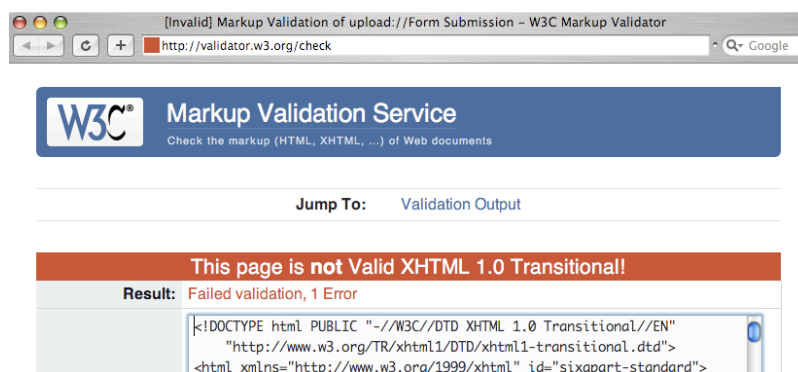 [Invalid] Markup Validation of upload://Form Submission – W3C Markup Validator
http://validator.w3.org/check
Google
W3C®
Markup Validation Service
Check the markup (HTML, XHTML, ...) of Web documents
Jump To: Validation Output
This page is not Valid XHTML 1.0 Transitional!
Result: Failed validation, 1 Error
<!DOCTYPE html PUBLIC "-//W3C//DTD XHTML 1.0 Transitional//EN"
"http://www.w3.org/TR/xhtml1/DTD/xhtml1-transitional.dtd">
<html xmlns="http://www.w3.org/1999/xhtml" id="sixapart-standard">